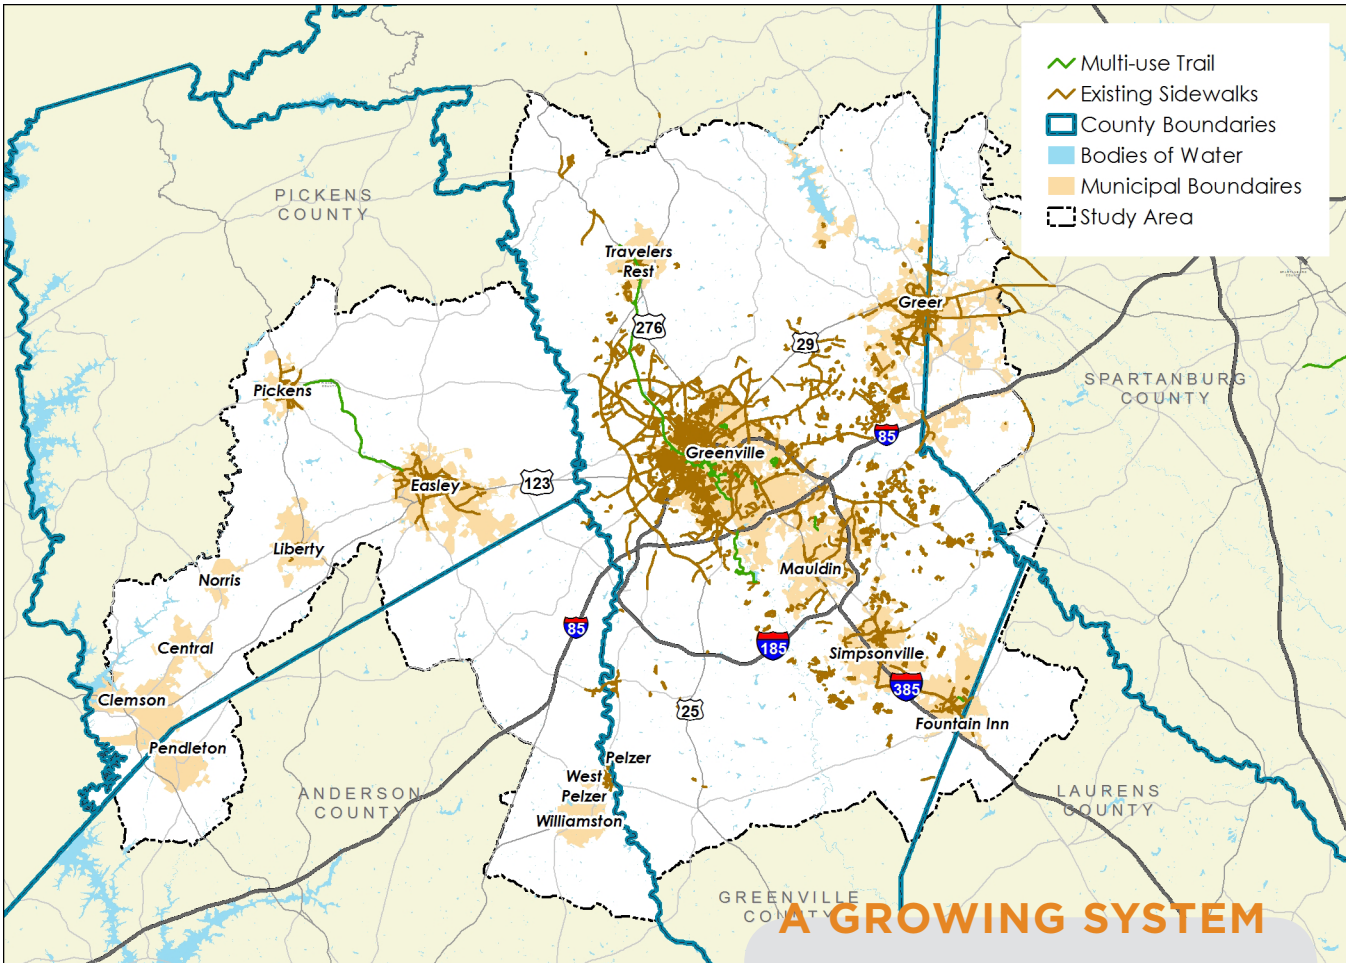 Multi-use Trail
Existing Sidewalks
County Boundaries
Bodies of Water
Municipal Boundaires
Study Area
PICKENS
COUNTY
Travelers
Rest
276
29
Greer
SPARTANBURG
COUNTY
Pickens
85
Greenville
Easley
123
Liberty
Norris
Mauldin
85
185
Central
Simpsonville
385
Clemson
25
Fountain Inn
Pendleton
Pelzer
West
Pelzer
Williamston
ANDERSON
COUNTY
LAURENS
COUNTY
GREENVILLE
COUNTY
A GROWING SYSTEM